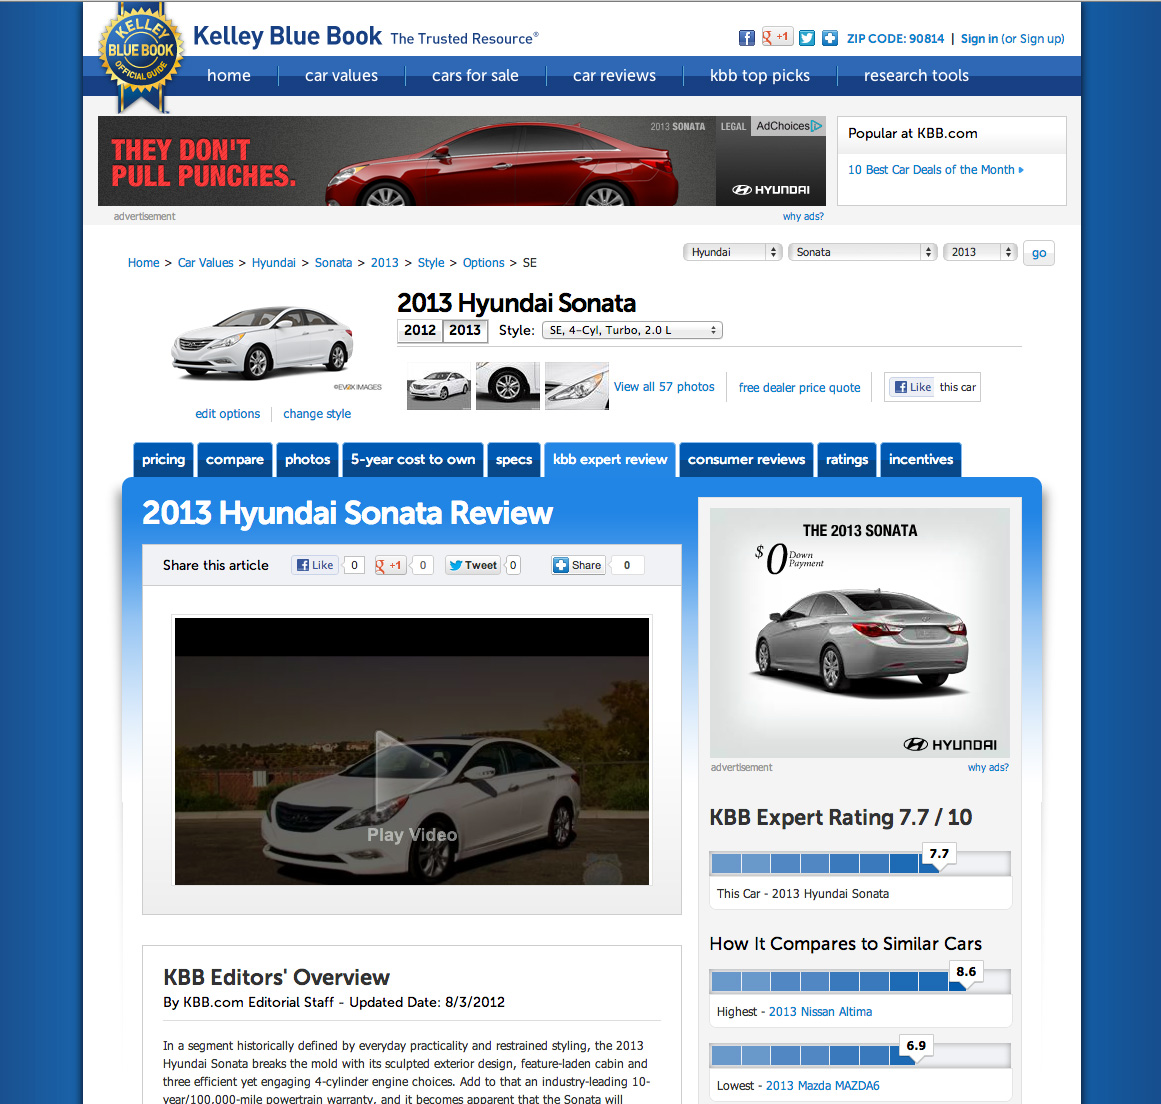 KELLEY
BLUE BOOK
OFFICIAL GUIDE
Kelley Blue Book The Trusted Resource®
+1
ZIP CODE: 90814 | Sign in (or Sign up)
home
car values
cars for sale
car reviews
kbb top picks
research tools
THEY DON'T
PULL PUNCHES.
2013 SONATA
LEGAL
AdChoices
HYUNDAI
advertisement
why ads?
Popular at KBB.com
10 Best Car Deals of the Month
Home > Car Values > Hyundai > Sonata > 2013 > Style > Options > SE
Hyundai
Sonata
2013
go
2013 Hyundai Sonata
2012 2013 Style: SE, 4-Cyl, Turbo, 2.0 L
©EVOX IMAGES
edit options
change style
View all 57 photos
free dealer price quote
Like this car
pricing
compare
photos
5-year cost to own
specs
kbb expert review
consumer reviews
ratings
incentives
2013 Hyundai Sonata Review
Share this article
Like 0
+1 0
Tweet 0
Share 0
Play Video
THE 2013 SONATA
$0 Down
Payment
HYUNDAI
advertisement
why ads?
KBB Expert Rating 7.7 / 10
7.7
This Car - 2013 Hyundai Sonata
How It Compares to Similar Cars
8.6
Highest - 2013 Nissan Altima
6.9
Lowest - 2013 Mazda MAZDA6
KBB Editors' Overview
By KBB.com Editorial Staff - Updated Date: 8/3/2012
In a segment historically defined by everyday practicality and restrained styling, the 2013
Hyundai Sonata breaks the mold with its sculpted exterior design, feature-laden cabin and
three efficient yet engaging 4-cylinder engine choices. Add to that an industry-leading 10-
year/100,000-mile powertrain warranty, and it becomes apparent that the Sonata will